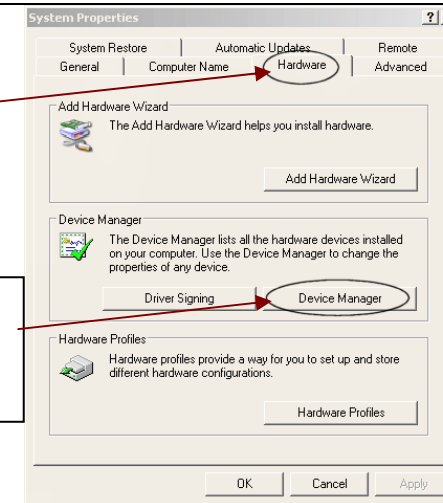 System Properties
System Restore Automatic Updates Remote
General Computer Name Hardware Advanced
Add Hardware Wizard
The Add Hardware Wizard helps you install hardware.
Add Hardware Wizard
Device Manager
The Device Manager lists all the hardware devices installed
on your computer. Use the Device Manager to change the
properties of any device.
Driver Signing Device Manager
Hardware Profiles
Hardware profiles provide a way for you to set up and store
different hardware configurations.
Hardware Profiles
OK Cancel Apply